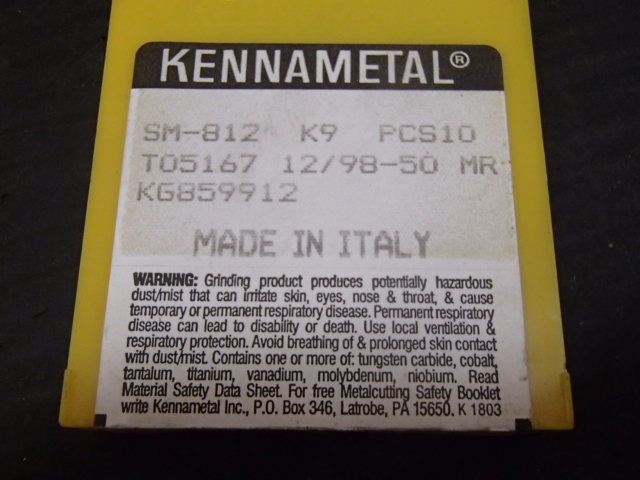 KENNAMETAL®
SM-812 K9 PCS10
T05167 12/98-50 MR
KG859912
MADE IN ITALY
WARNING: Grinding product produces potentially hazardous
dust/mist that can irritate skin, eyes, nose & throat, & cause
temporary or permanent respiratory disease. Permanent respiratory
disease can lead to disability or death. Use local ventilation &
respiratory protection. Avoid breathing of & prolonged skin contact
with dust/mist. Contains one or more of: tungsten carbide, cobalt,
tantalum, titanium, vanadium, molybdenum, niobium. Read
Material Safety Data Sheet. For free Metalcutting Safety Booklet
write Kennametal Inc., P.O. Box 346, Latrobe, PA 15650. K 1803